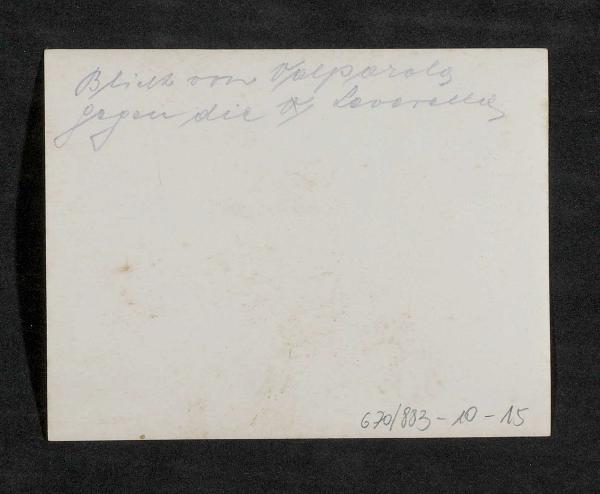 Blick von Valparola
gegen die Lavarella
670/883-10-15